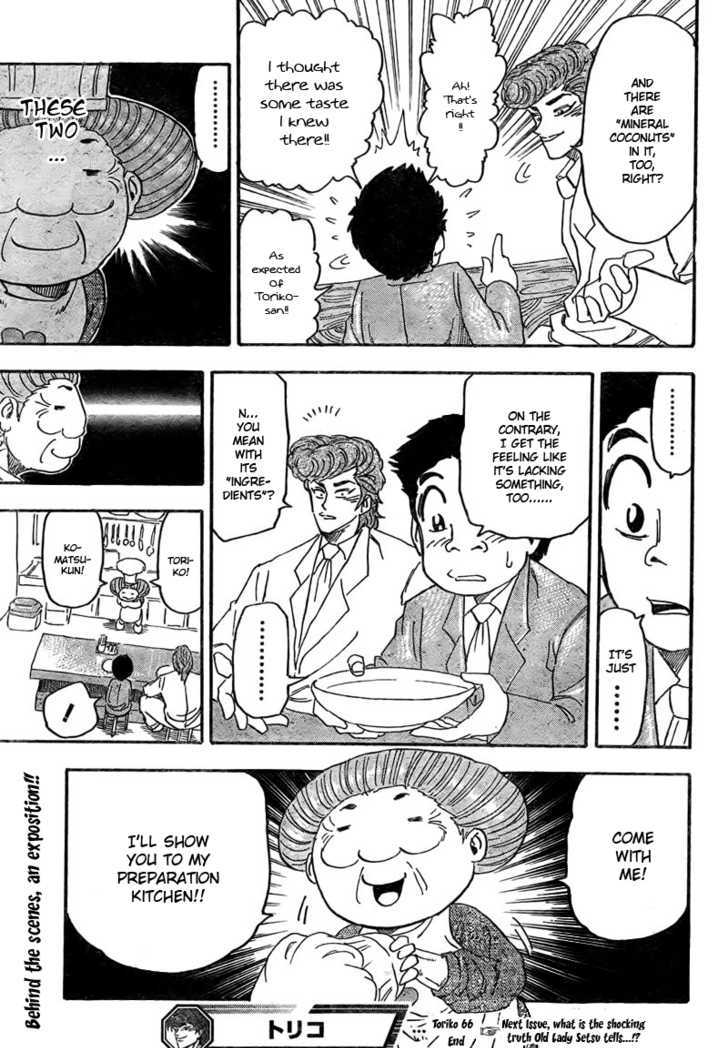 AND
THERE
ARE
"MINERAL
COCONUTS"
IN IT,
TOO,
RIGHT?
Ah!
That's
right
!!
I thought
there was
some taste
I knew
there!!
As
expected
of
Toriko-
san!!
.........
THESE
TWO
...
.........
IT'S
JUST
......
ON THE
CONTRARY,
I GET THE
FEELING LIKE
IT'S LACKING
SOMETHING,
TOO......
N...
YOU
MEAN
WITH
ITS
"INGRE-
DIENTS"?
.........
TORI-
KO!
KO-
MATSU-
KUN!
!
COME
WITH
ME!
I'LL SHOW
YOU TO MY
PREPARATION
KITCHEN!!
Behind the scenes, an exposition!!
トリコ
... Toriko 66
End
Next Issue, what is the shocking
truth Old Lady Setsu tells...!?